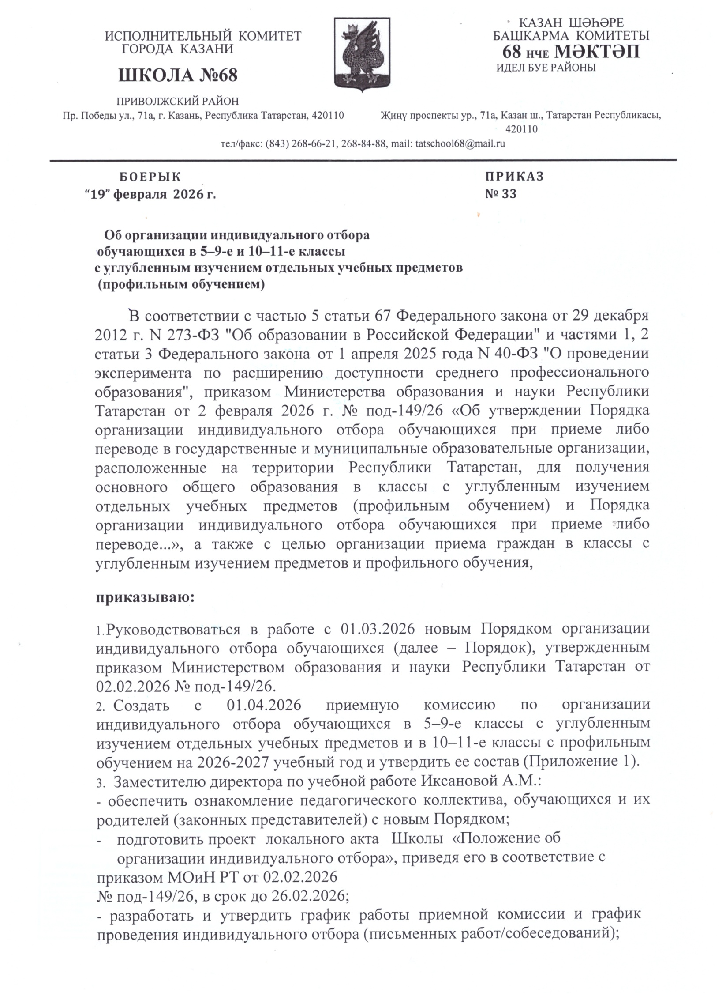 ИСПОЛНИТЕЛЬНЫЙ КОМИТЕТ
ГОРОДА КАЗАНИ
ШКОЛА №68
ПРИВОЛЖСКИЙ РАЙОН
Пр. Победы ул., 71а, г. Казань, Республика Татарстан, 420110
КАЗАН ШӘҺӘРЕ
БАШКАРМА КОМИТЕТЫ
68 НЧЕ МӘКТӘП
ИДЕЛ БУЕ РАЙОНЫ
Җиңү проспекты ур., 71а, Казан ш., Татарстан Республикасы,
420110
тел/факс: (843) 268-66-21, 268-84-88, mail: tatschool68@mail.ru
БОЕРЫК
“19” февраля 2026 г.
ПРИКАЗ
№ 33
Об организации индивидуального отбора
обучающихся в 5–9-е и 10–11-е классы
с углубленным изучением отдельных учебных предметов
(профильным обучением)
В соответствии с частью 5 статьи 67 Федерального закона от 29 декабря
2012 г. N 273-ФЗ "Об образовании в Российской Федерации" и частями 1, 2
статьи 3 Федерального закона от 1 апреля 2025 года N 40-ФЗ "О проведении
эксперимента по расширению доступности среднего профессионального
образования", приказом Министерства образования и науки Республики
Татарстан от 2 февраля 2026 г. № под-149/26 «Об утверждении Порядка
организации индивидуального отбора обучающихся при приеме либо
переводе в государственные и муниципальные образовательные организации,
расположенные на территории Республики Татарстан, для получения
основного общего образования в классы с углубленным изучением
отдельных учебных предметов (профильным обучением) и Порядка
организации индивидуального отбора обучающихся при приеме либо
переводе...», а также с целью организации приема граждан в классы с
углубленным изучением предметов и профильного обучения,
приказываю:
1.Руководствоваться в работе с 01.03.2026 новым Порядком организации
индивидуального отбора обучающихся (далее – Порядок), утвержденным
приказом Министерством образования и науки Республики Татарстан от
02.02.2026 № под-149/26.
2. Создать с 01.04.2026 приемную комиссию по организации
индивидуального отбора обучающихся в 5–9-е классы с углубленным
изучением отдельных учебных предметов и в 10–11-е классы с профильным
обучением на 2026-2027 учебный год и утвердить ее состав (Приложение 1).
3. Заместителю директора по учебной работе Иксановой А.М.:
- обеспечить ознакомление педагогического коллектива, обучающихся и их
родителей (законных представителей) с новым Порядком;
- подготовить проект локального акта Школы «Положение об
организации индивидуального отбора», приведя его в соответствие с
приказом МОиН РТ от 02.02.2026
№ под-149/26, в срок до 26.02.2026;
- разработать и утвердить график работы приемной комиссии и график
проведения индивидуального отбора (письменных работ/собеседований);